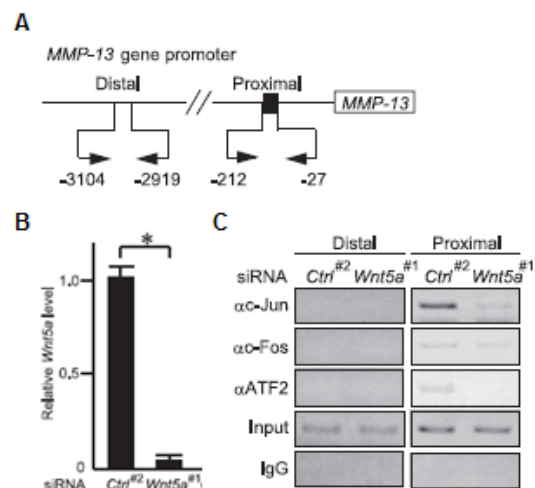 A
MMP-13 gene promoter
Distal Proximal
MMP-13
-3104 -2919 -212 -27
B
*
Relative Wnt5a level
1.0
0.5
0
siRNA Ctrl#2 Wnt5a#1
C
Distal Proximal
siRNA Ctrl#2 Wnt5a#1 Ctrl#2 Wnt5a#1
αc-Jun
αc-Fos
αATF2
Input
IgG